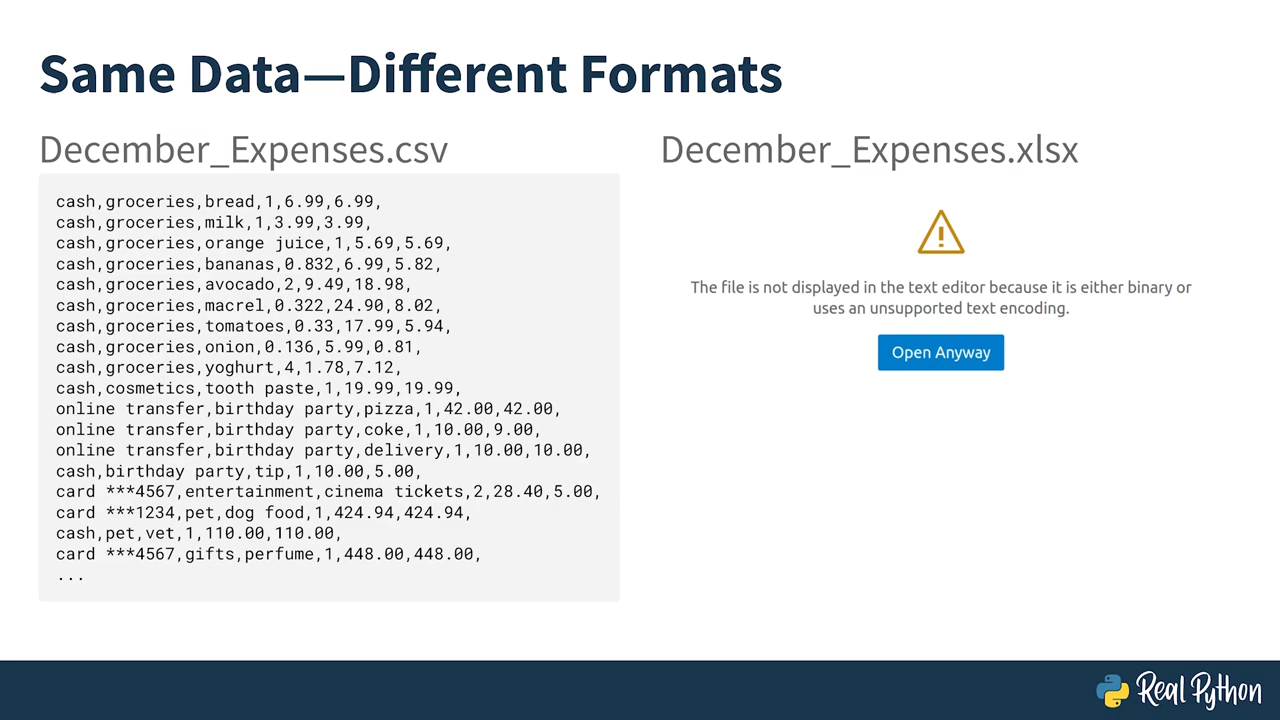 Same Data—Different Formats
December_Expenses.csv
cash,groceries,bread,1,6.99,6.99,
cash,groceries,milk,1,3.99,3.99,
cash,groceries,orange juice,1,5.69,5.69,
cash,groceries,bananas,0.832,6.99,5.82,
cash,groceries,avocado,2,9.49,18.98,
cash,groceries,macrel,0.322,24.90,8.02,
cash,groceries,tomatoes,0.33,17.99,5.94,
cash,groceries,onion,0.136,5.99,0.81,
cash,groceries,yoghurt,4,1.78,7.12,
cash,cosmetics,tooth paste,1,19.99,19.99,
online transfer,birthday party,pizza,1,42.00,42.00,
online transfer,birthday party,coke,1,10.00,9.00,
online transfer,birthday party,delivery,1,10.00,10.00,
cash,birthday party,tip,1,10.00,5.00,
card ***4567,entertainment,cinema tickets,2,28.40,5.00,
card ***1234,pet,dog food,1,424.94,424.94,
cash,pet,vet,1,110.00,110.00,
card ***4567,gifts,perfume,1,448.00,448.00,
...
December_Expenses.xlsx
The file is not displayed in the text editor because it is either binary or
uses an unsupported text encoding.
Open Anyway
Real Python